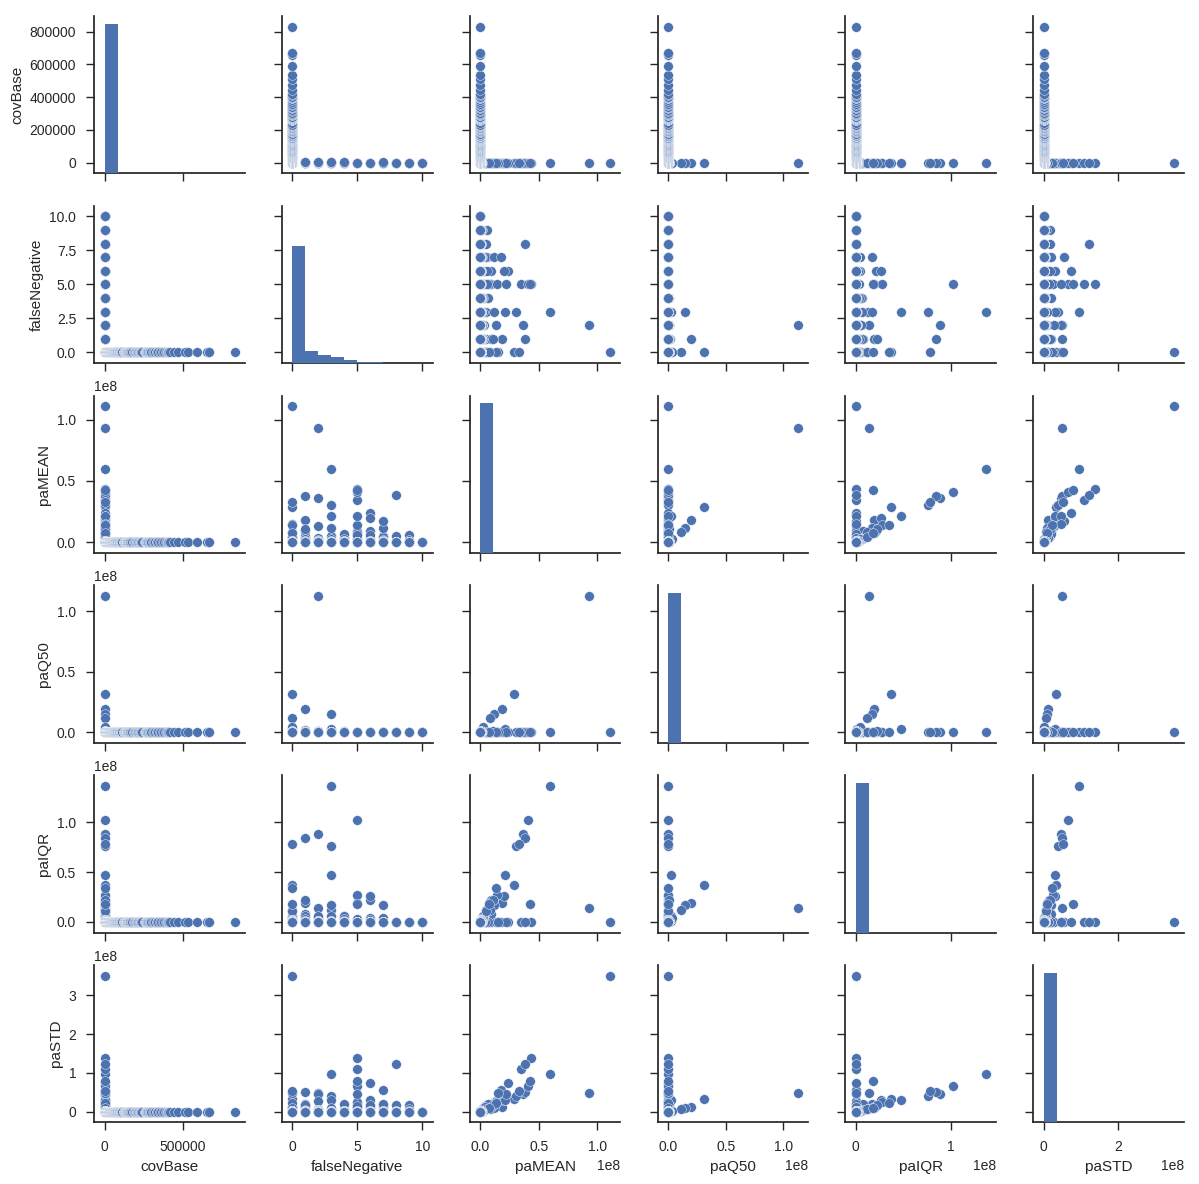 800000
600000
400000
200000
0
covBase
10.0
7.5
5.0
2.5
0.0
falseNegative
1e8
1.0
0.5
0.0
paMEAN
1e8
1.0
0.5
0.0
paQ50
1e8
1.0
0.5
0.0
paIQR
1e8
3
2
1
0
paSTD
0 500000
covBase
0 5 10
falseNegative
0.0 0.5 1.0
paMEAN 1e8
0.0 0.5 1.0
paQ50 1e8
0 1
paIQR 1e8
0 2
paSTD 1e8